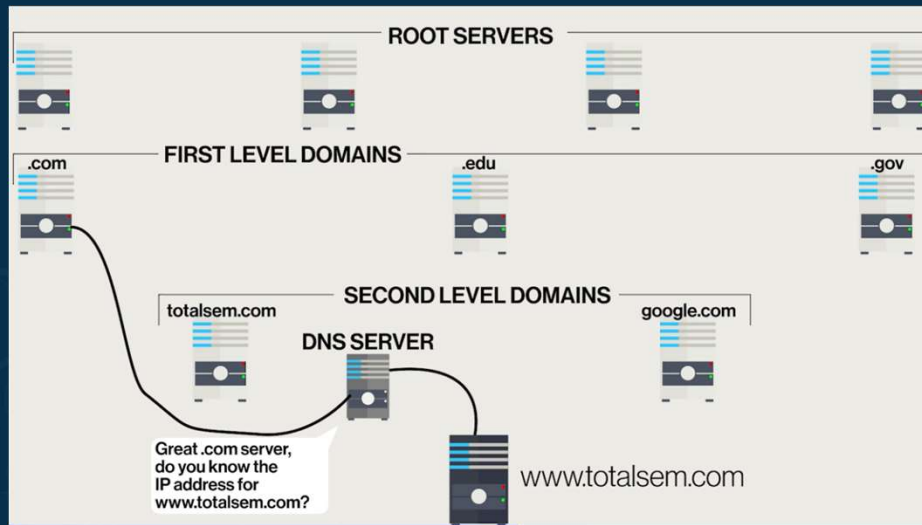 ROOT SERVERS
FIRST LEVEL DOMAINS
.com
.edu
.gov
SECOND LEVEL DOMAINS
totalsem.com
google.com
DNS SERVER
Great .com server,
do you know the
IP address for
www.totalsem.com?
www.totalsem.com